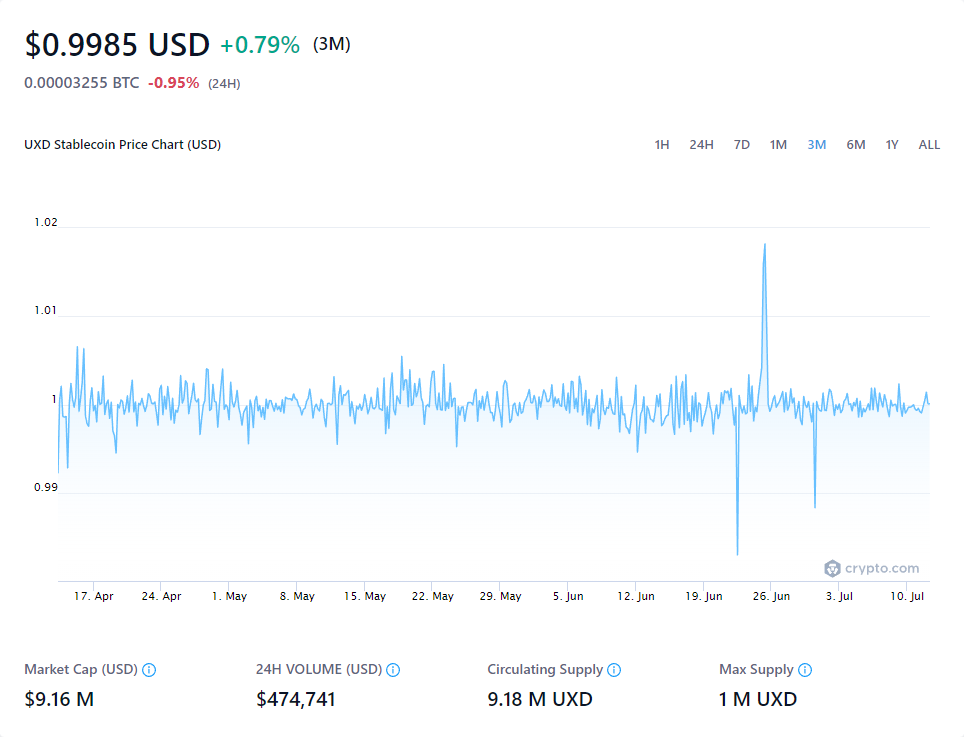 $0.9985 USD +0.79% (3M)
0.00003255 BTC -0.95% (24H)
UXD Stablecoin Price Chart (USD) 1H 24H 7D 1M 3M 6M 1Y ALL
1.02
1.01
1
0.99
crypto.com
17. Apr 24. Apr 1. May 8. May 15. May 22. May 29. May 5. Jun 12. Jun 19. Jun 26. Jun 3. Jul 10. Jul
Market Cap (USD) 24H VOLUME (USD) Circulating Supply Max Supply
$9.16 M $474,741 9.18 M UXD 1 M UXD